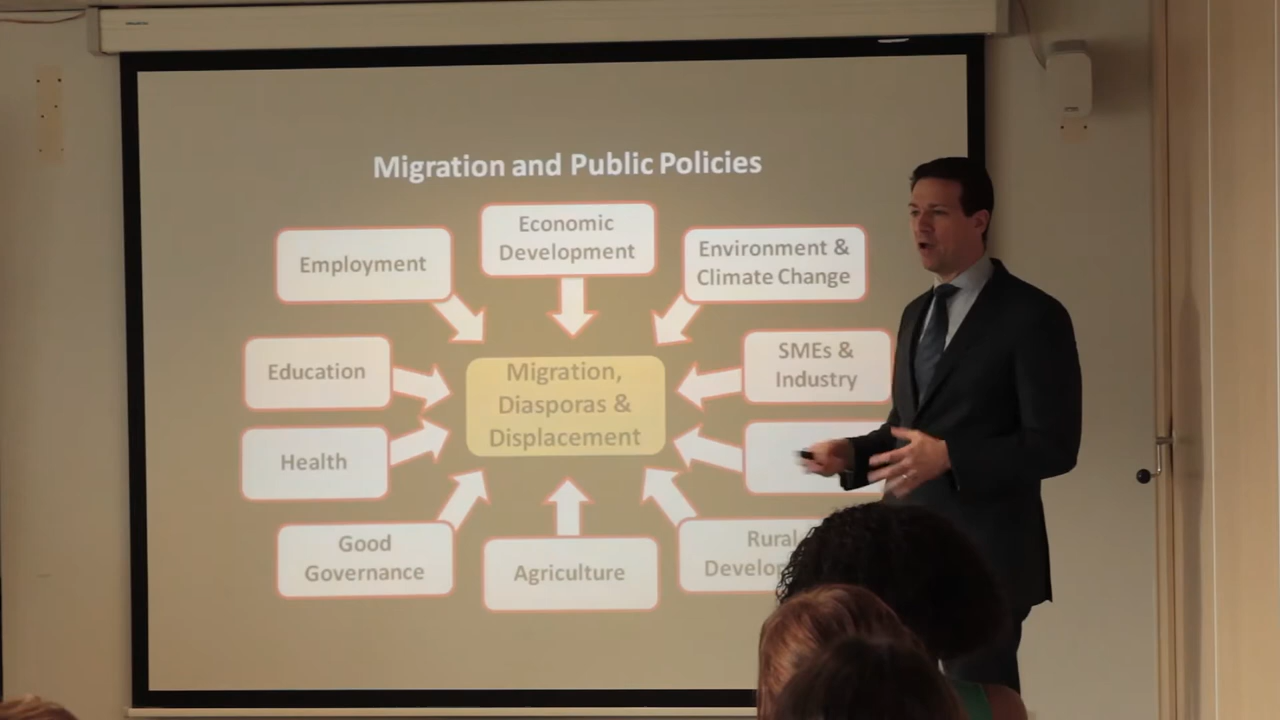 Migration and Public Policies
Economic
Development
Employment
Environment &
Climate Change
Education
Migration,
Diasporas &
Displacement
SMEs &
Industry
Health
Good
Governance
Agriculture
Rural